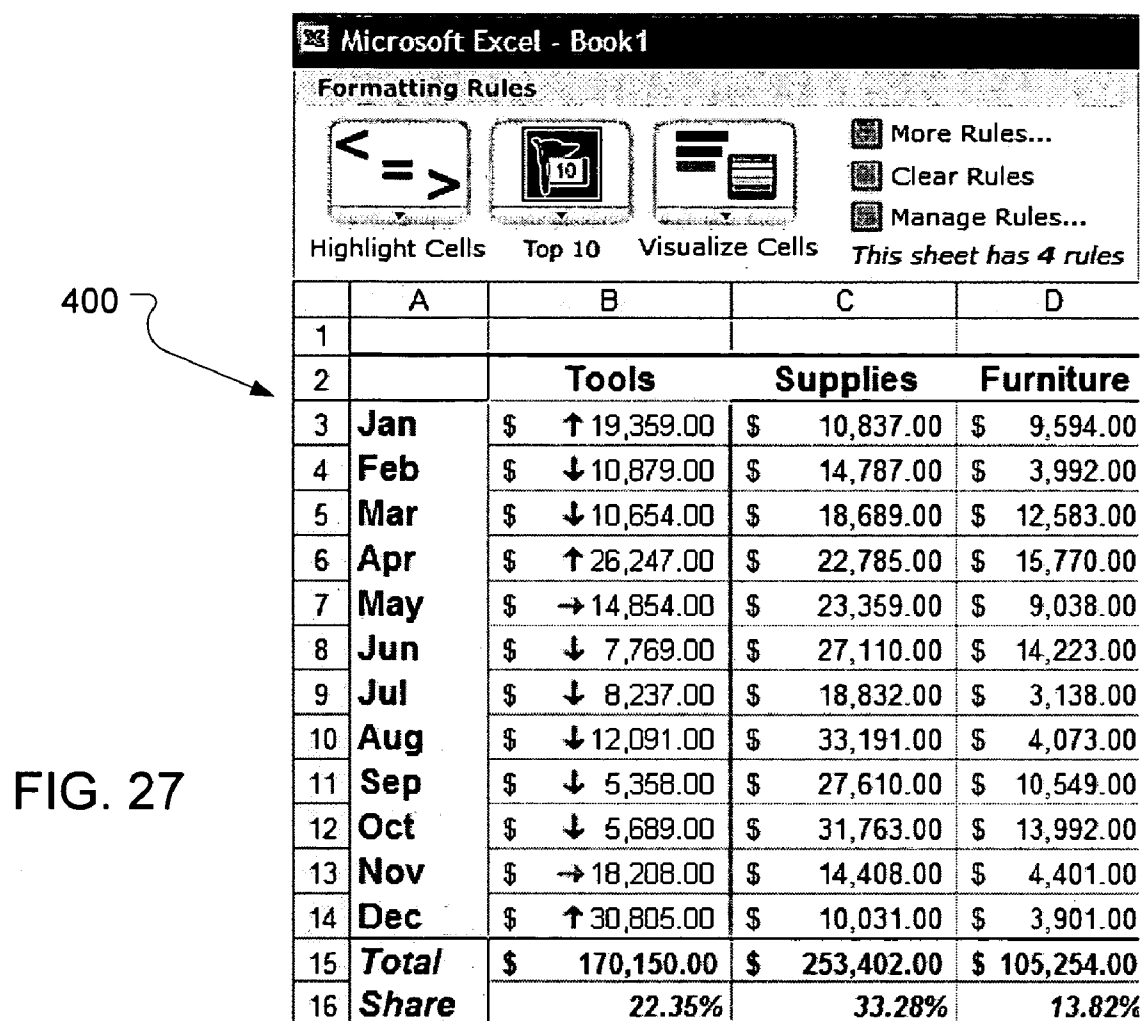 Microsoft Excel - Book1
Formatting Rules
< = >
10
Highlight Cells
Top 10
Visualize Cells
More Rules...
Clear Rules
Manage Rules...
This sheet has 4 rules
400
A B C D
1
2 Tools Supplies Furniture
3 Jan $ ↑ 19,359.00 $ 10,837.00 $ 9,594.00
4 Feb $ ↓ 10,879.00 $ 14,787.00 $ 3,992.00
5 Mar $ ↓ 10,654.00 $ 18,689.00 $ 12,583.00
6 Apr $ ↑ 26,247.00 $ 22,785.00 $ 15,770.00
7 May $ → 14,854.00 $ 23,359.00 $ 9,038.00
8 Jun $ ↓ 7,769.00 $ 27,110.00 $ 14,223.00
9 Jul $ ↓ 8,237.00 $ 18,832.00 $ 3,138.00
10 Aug $ ↓ 12,091.00 $ 33,191.00 $ 4,073.00
11 Sep $ ↓ 5,358.00 $ 27,610.00 $ 10,549.00
12 Oct $ ↓ 5,689.00 $ 31,763.00 $ 13,992.00
13 Nov $ → 18,208.00 $ 14,408.00 $ 4,401.00
14 Dec $ ↑ 30,805.00 $ 10,031.00 $ 3,901.00
15 Total $ 170,150.00 $ 253,402.00 $ 105,254.00
16 Share 22.35% 33.28% 13.82%
FIG. 27